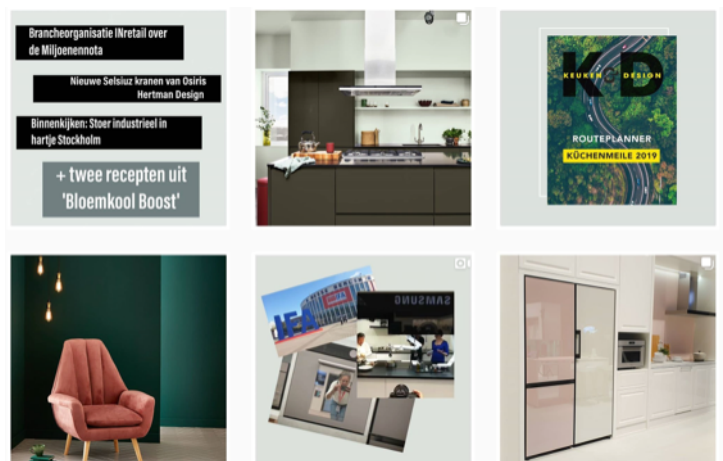 Brancheorganisatie INretail over
de Miljoenennota
Nieuwe Selsiuz kranen van Osiris
Hertman Design
Binnenkijken: Stoer industrieel in
hartje Stockholm
+ twee recepten uit
'Bloemkool Boost'
K&D
KEUKEN DESIGN
ROUTEPLANNER
KÜCHENMEILE 2019
IFA
SAMSUNG